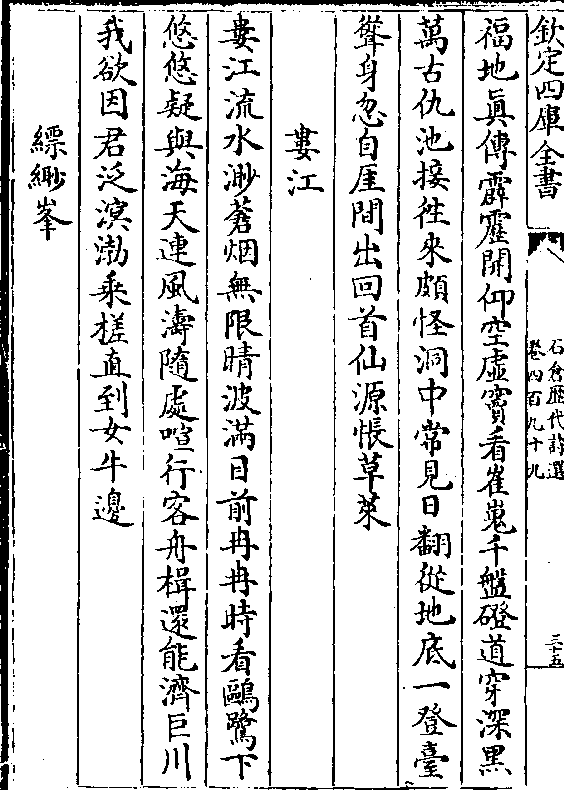 欽定四庫全書
石倉歴代詩選
卷四百九十九
三十五
福地真傳霹靂開仰空虛竇看崔嵬千盤磴道穿深黑
萬古仇池接徃來頗怪洞中常見日翻從地底一登臺
聳身忽自厓間出回首仙源悵草萊
婁江
婁江流水渺蒼烟無限晴波滿目前冉冉時看鷗鷺下
悠悠疑與海天連風濤隨處喧行客舟楫還能濟巨川
我欲因君泛溟渤乘槎直到女牛邊
縹緲峯